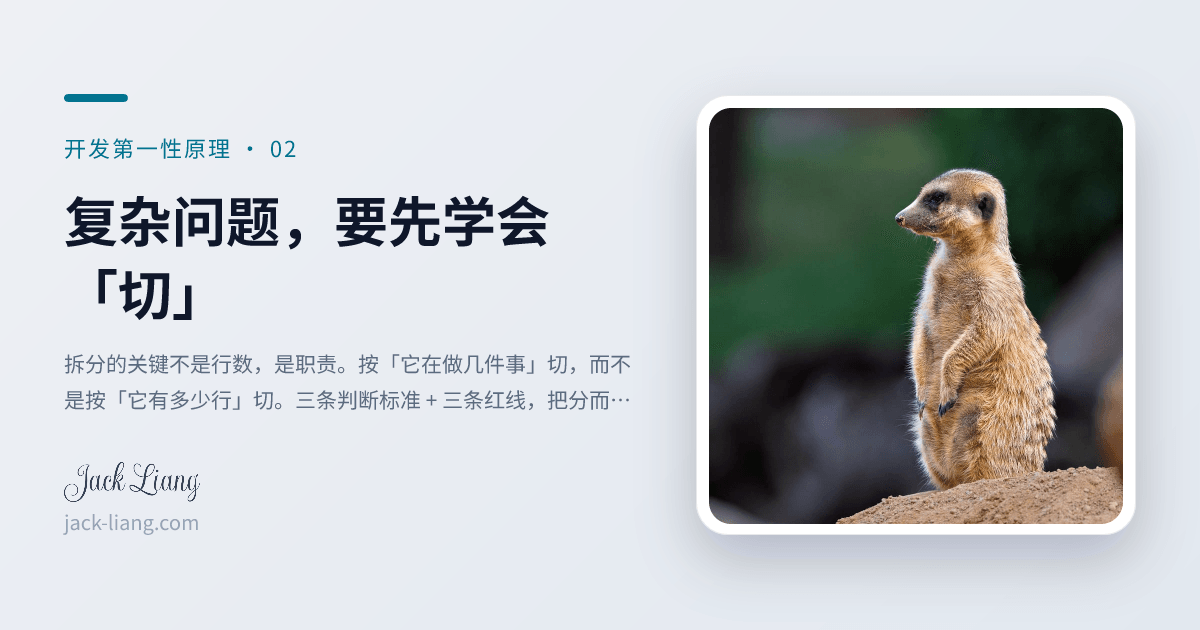 开发第一性原理 · 02
复杂问题，要先学会
「切」
拆分的关键不是行数，是职责。按「它在做几件事」切，而不
是按「它有多少行」切。三条判断标准 + 三条红线，把分而…
Jack Liang
jack-liang.com